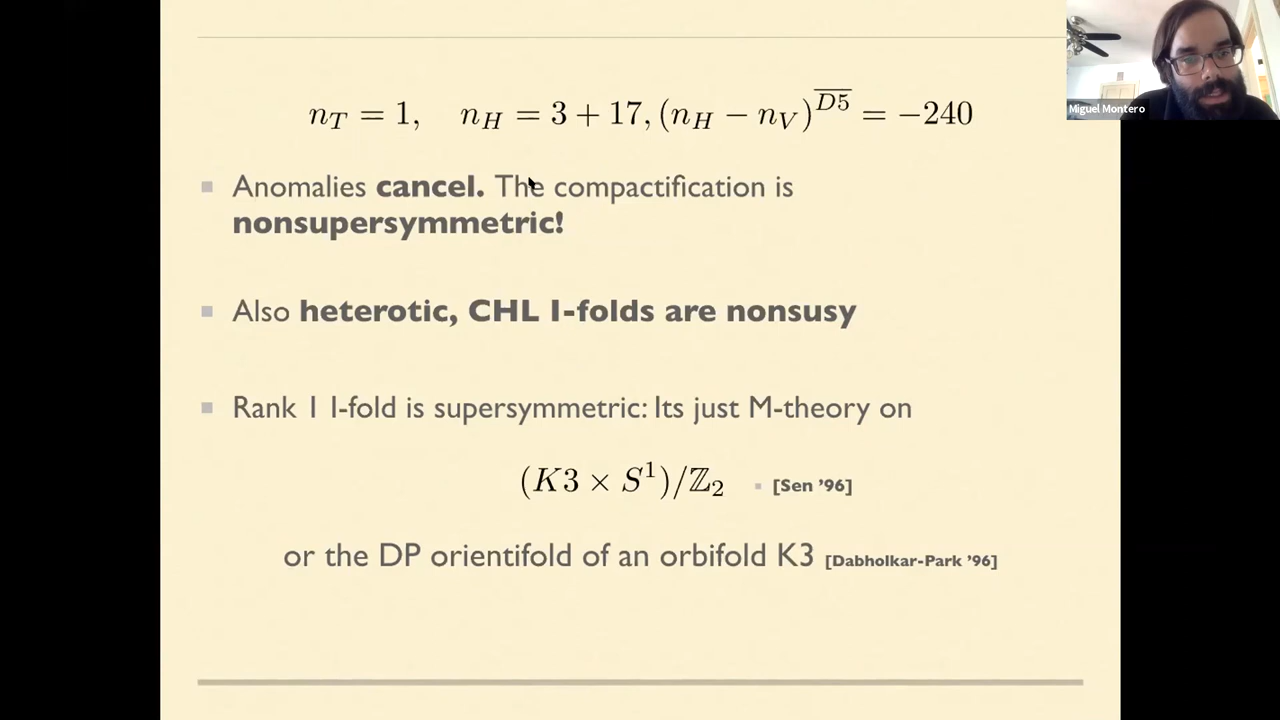 n_T = 1, n_H = 3 + 17, (n_H − n_V)^{\overline{D5}} = −240
Miguel Montero
Anomalies cancel. The compactification is
nonsupersymmetric!
Also heterotic, CHL I-folds are nonsusy
Rank 1 I-fold is supersymmetric: Its just M-theory on
(K3 × S^1)/ℤ_2 [Sen '96]
or the DP orientifold of an orbifold K3 [Dabholkar-Park '96]